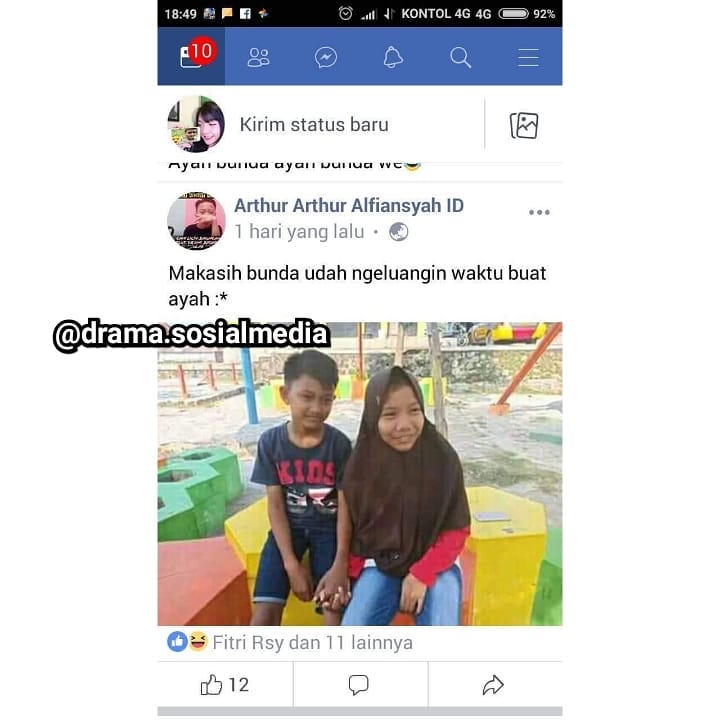 18:49
KONTOL 4G 4G 92%
10
Kirim status baru
Ayah bunda ayah bunda we
Arthur Arthur Alfiansyah ID
1 hari yang lalu
Makasih bunda udah ngeluangin waktu buat
ayah :*
@drama.sosialmedia
KIDS
Fitri Rsy dan 11 lainnya
12